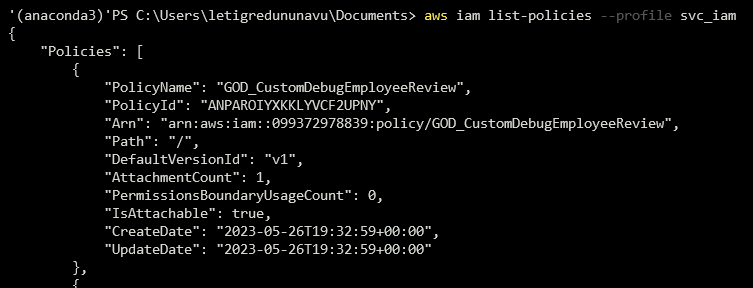 '(anaconda3)'PS C:\Users\letigredununavu\Documents> aws iam list-policies --profile svc_iam
{
    "Policies": [
        {
            "PolicyName": "GOD_CustomDebugEmployeeReview",
            "PolicyId": "ANPAROIYXKKLYVCF2UPNY",
            "Arn": "arn:aws:iam::099372978839:policy/GOD_CustomDebugEmployeeReview",
            "Path": "/",
            "DefaultVersionId": "v1",
            "AttachmentCount": 1,
            "PermissionsBoundaryUsageCount": 0,
            "IsAttachable": true,
            "CreateDate": "2023-05-26T19:32:59+00:00",
            "UpdateDate": "2023-05-26T19:32:59+00:00"
        },
        {